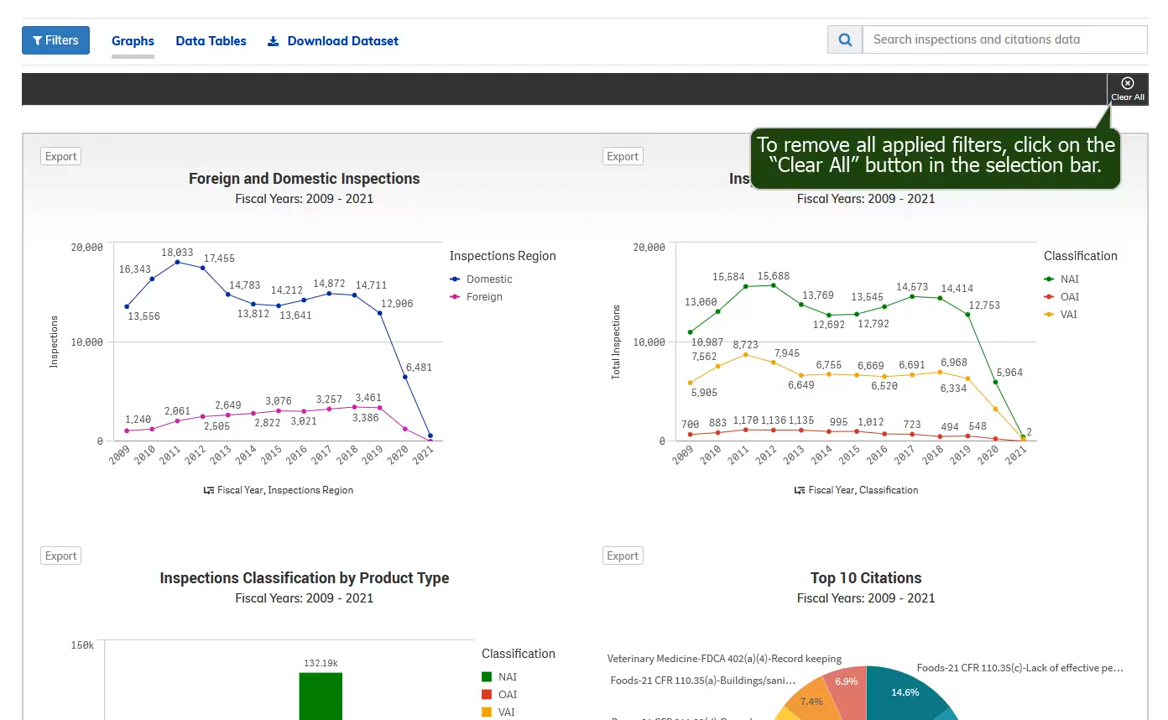 Filters
Graphs
Data Tables
Download Dataset
Search inspections and citations data
Clear All
To remove all applied filters, click on the
“Clear All” button in the selection bar.
Export
Foreign and Domestic Inspections
Fiscal Years: 2009 - 2021
Inspections
20,000
10,000
0
16,343
18,033
17,455
13,556
14,783
13,812
14,212
13,641
14,872
14,711
12,906
6,481
1,240
2,061
2,505
2,649
2,822
3,076
3,021
3,257
3,461
3,386
2009 2010 2011 2012 2013 2014 2015 2016 2017 2018 2019 2020 2021
Fiscal Year, Inspections Region
Inspections Region
Domestic
Foreign
Export
Ins
Fiscal Years: 2009 - 2021
Total Inspections
20,000
10,000
0
13,060
15,584
15,688
13,769
12,692
13,545
12,792
14,573
14,414
12,753
5,964
10,987
7,562
8,723
7,945
5,905
6,649
6,755
6,669
6,520
6,691
6,968
6,334
700
883
1,170
1,136
1,135
995
1,012
723
494
548
2
2009 2010 2011 2012 2013 2014 2015 2016 2017 2018 2019 2020 2021
Fiscal Year, Classification
Classification
NAI
OAI
VAI
Export
Inspections Classification by Product Type
Fiscal Years: 2009 - 2021
150k
132.19k
Classification
NAI
OAI
VAI
Export
Top 10 Citations
Fiscal Years: 2009 - 2021
Veterinary Medicine-FDCA 402(a)(4)-Record keeping
Foods-21 CFR 110.35(c)-Lack of effective pe...
Foods-21 CFR 110.35(a)-Buildings/sani...
6.9%
14.6%
7.4%